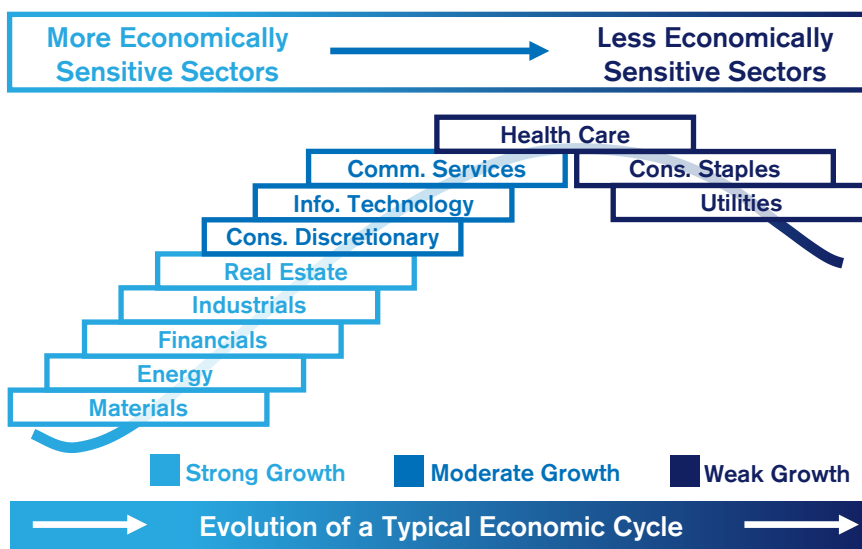 More Economically
Sensitive Sectors
Less Economically
Sensitive Sectors
Health Care
Comm. Services
Cons. Staples
Info. Technology
Utilities
Cons. Discretionary
Real Estate
Industrials
Financials
Energy
Materials
Strong Growth
Moderate Growth
Weak Growth
Evolution of a Typical Economic Cycle